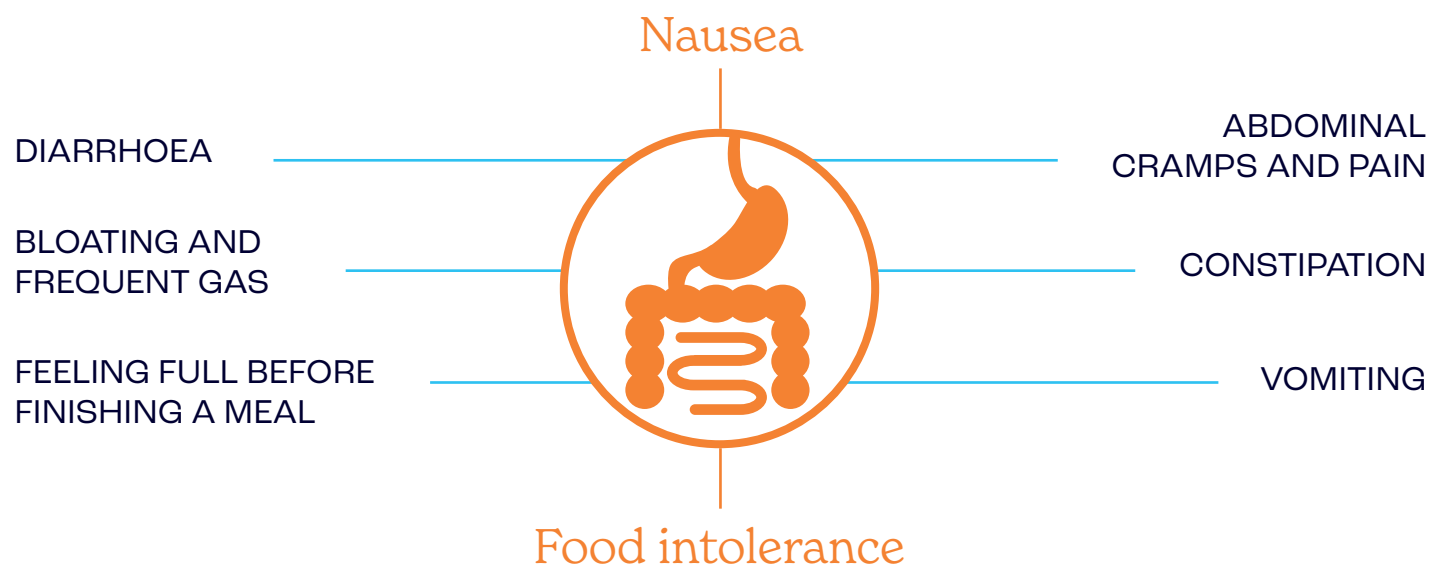 Nausea
DIARRHOEA
BLOATING AND
FREQUENT GAS
FEELING FULL BEFORE
FINISHING A MEAL
ABDOMINAL
CRAMPS AND PAIN
CONSTIPATION
VOMITING
Food intolerance